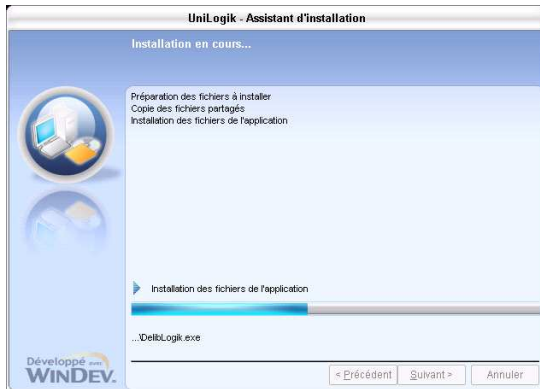 UniLogik - Assistant d'installation
Installation en cours...
Préparation des fichiers à installer
Copie des fichiers partagés
Installation des fichiers de l'application
Installation des fichiers de l'application
...\DelibLogik.exe
Développé avec
WINDEV.
< Précédent
Suivant >
Annuler